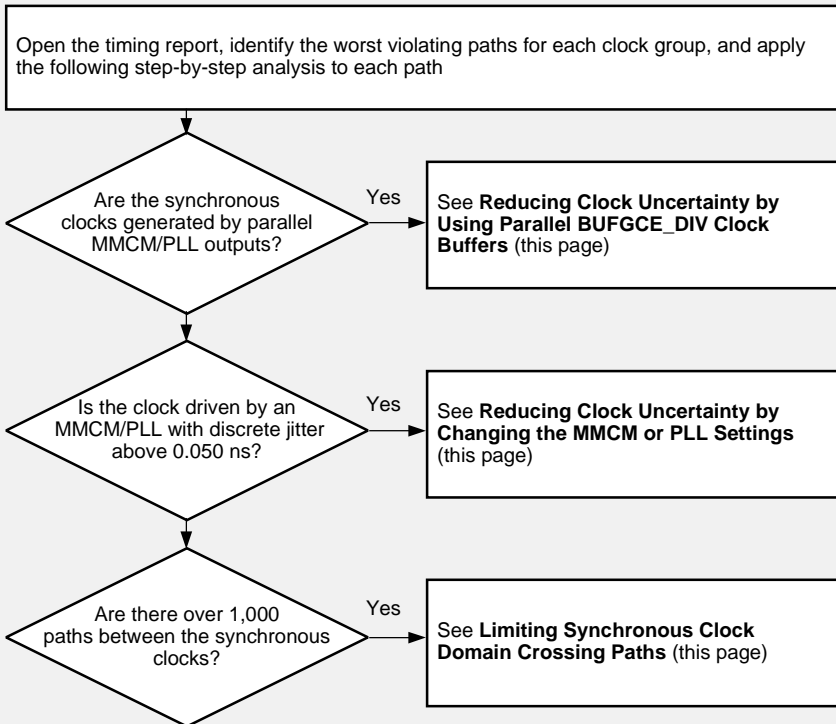 Open the timing report, identify the worst violating paths for each clock group, and apply
the following step-by-step analysis to each path
Are the synchronous
clocks generated by parallel
MMCM/PLL outputs?
Yes
See Reducing Clock Uncertainty by
Using Parallel BUFGCE_DIV Clock
Buffers (this page)
Is the clock driven by an
MMCM/PLL with discrete jitter
above 0.050 ns?
Yes
See Reducing Clock Uncertainty by
Changing the MMCM or PLL Settings
(this page)
Are there over 1,000
paths between the synchronous
clocks?
Yes
See Limiting Synchronous Clock
Domain Crossing Paths (this page)